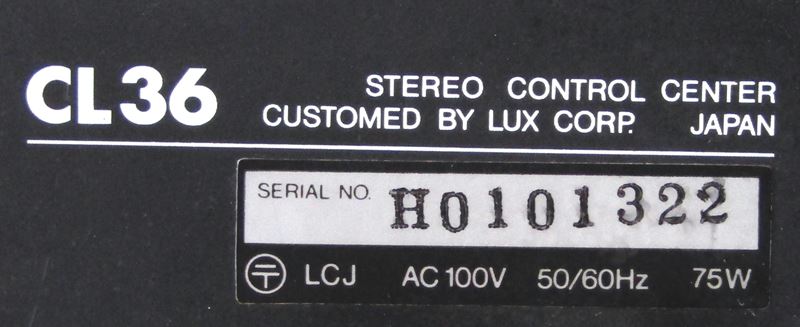 CL36
STEREO CONTROL CENTER
CUSTOMED BY LUX CORP. JAPAN
SERIAL NO. H0101322
〒 LCJ AC 100V 50/60Hz 75W